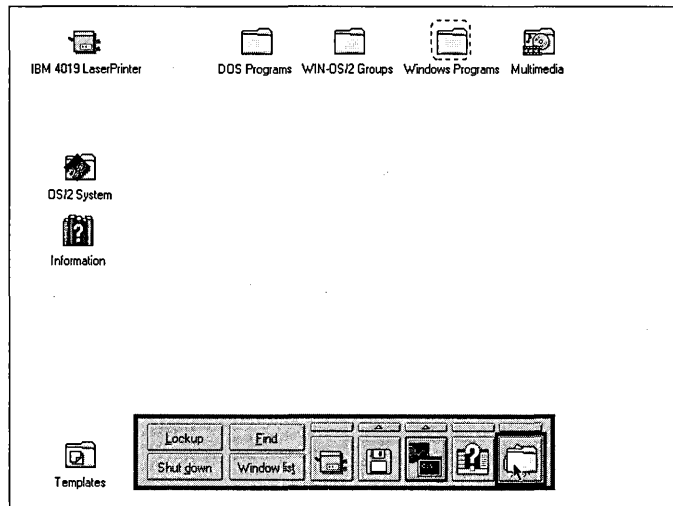 IBM 4019 LaserPrinter
DOS Programs
WIN-OS/2 Groups
Windows Programs
Multimedia
OS/2 System
Information
Templates
Lockup
Find
Shut down
Window list